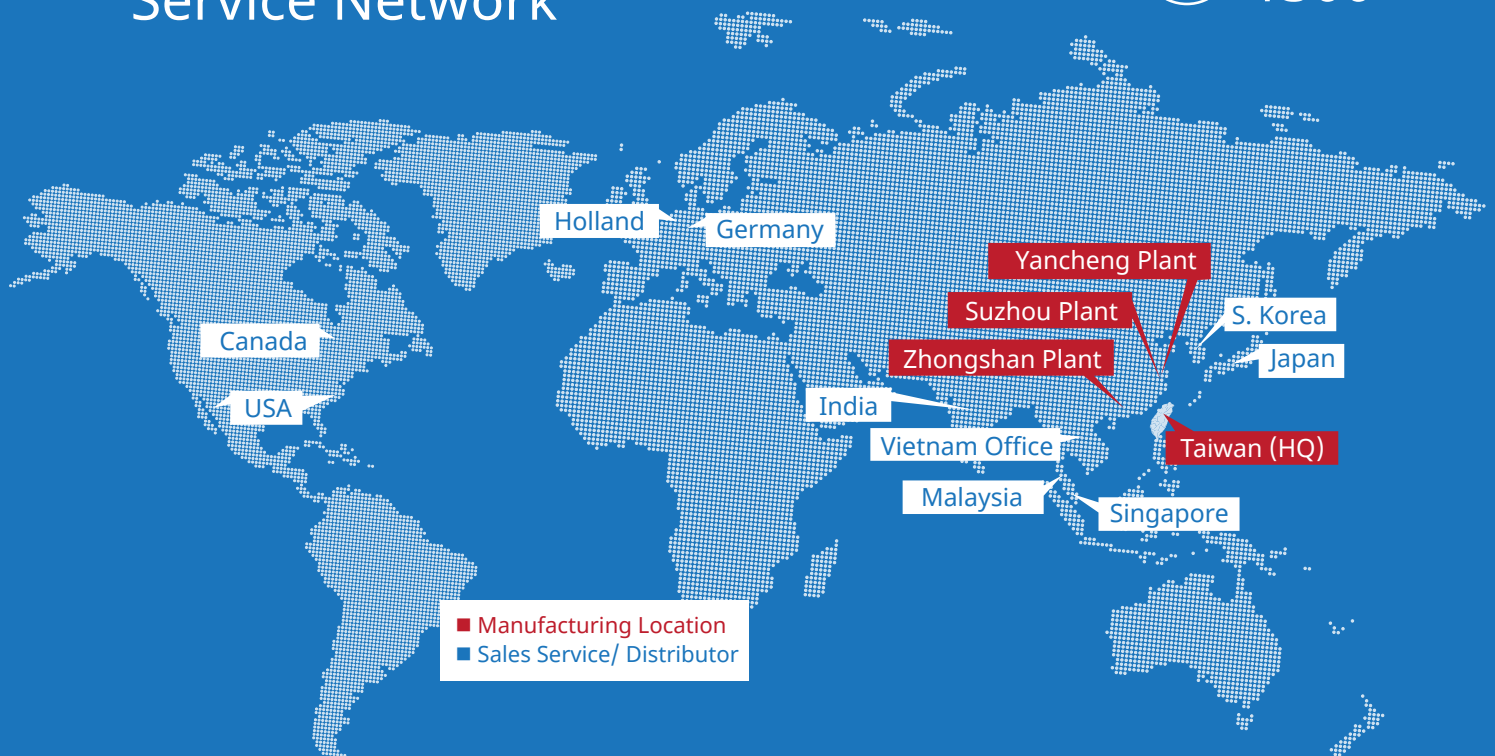 Service Network
Holland
Germany
Yancheng Plant
Suzhou Plant
S. Korea
Canada
Zhongshan Plant
Japan
USA
India
Vietnam Office
Taiwan (HQ)
Malaysia
Singapore
Manufacturing Location
Sales Service/ Distributor